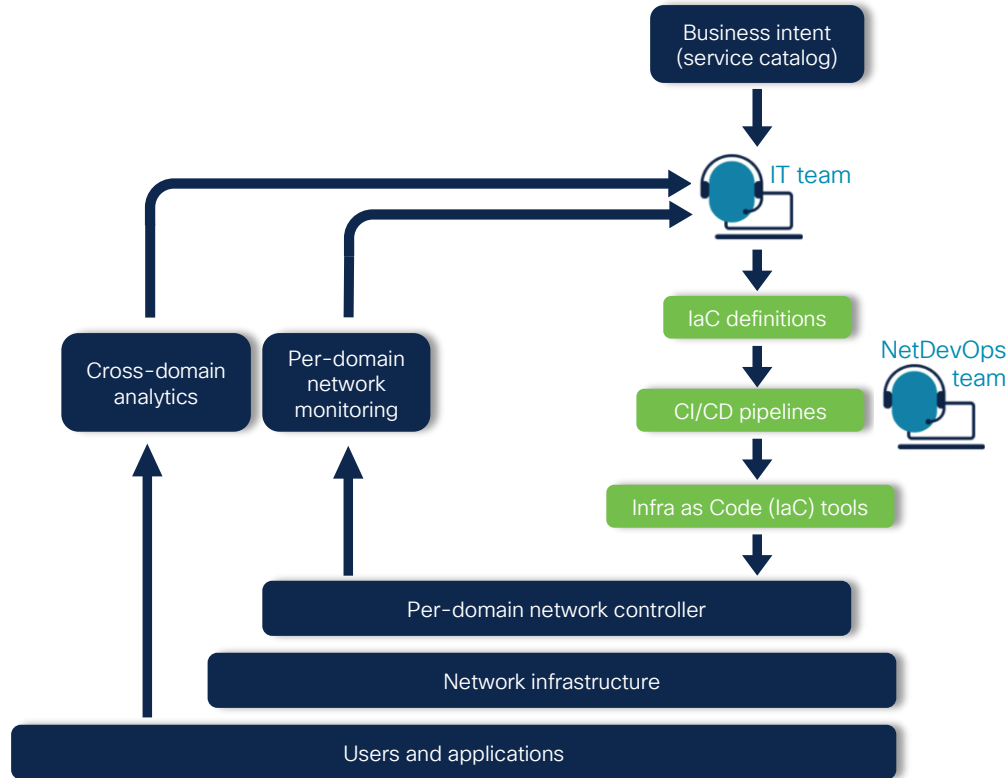 Business intent
(service catalog)
IT team
IaC definitions
NetDevOps
team
Cross-domain
analytics
Per-domain
network
monitoring
CI/CD pipelines
Infra as Code (IaC) tools
Per-domain network controller
Network infrastructure
Users and applications